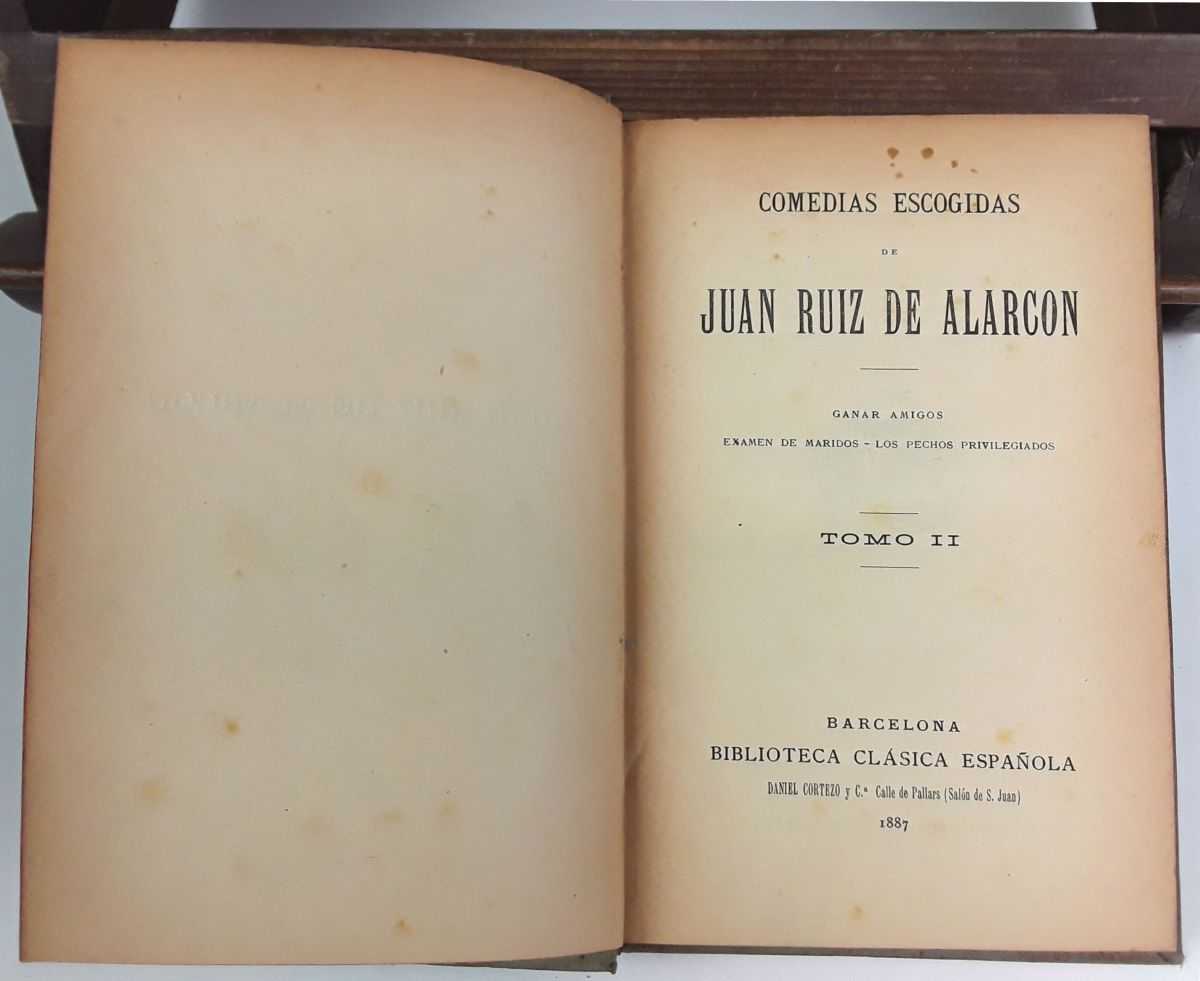 COMEDIAS ESCOGIDAS
DE
JUAN RUIZ DE ALARCON
GANAR AMIGOS
EXAMEN DE MARIDOS – LOS PECHOS PRIVILEGIADOS
TOMO II
BARCELONA
BIBLIOTECA CLÁSICA ESPAÑOLA
DANIEL CORTEZO y C.ª Calle de Pallars (Salón de S. Juan)
1887